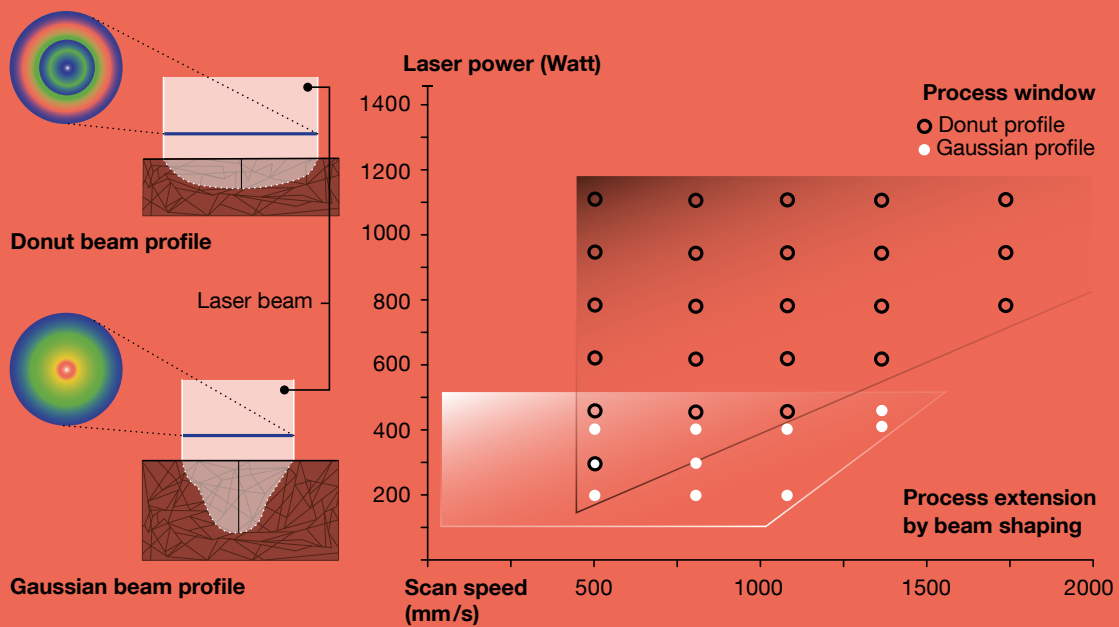 Laser power (Watt)
1400
1200
1000
800
600
400
200
Process window
Donut profile
Gaussian profile
Donut beam profile
Laser beam
Gaussian beam profile
Process extension
by beam shaping
Scan speed
(mm/s)
500
1000
1500
2000